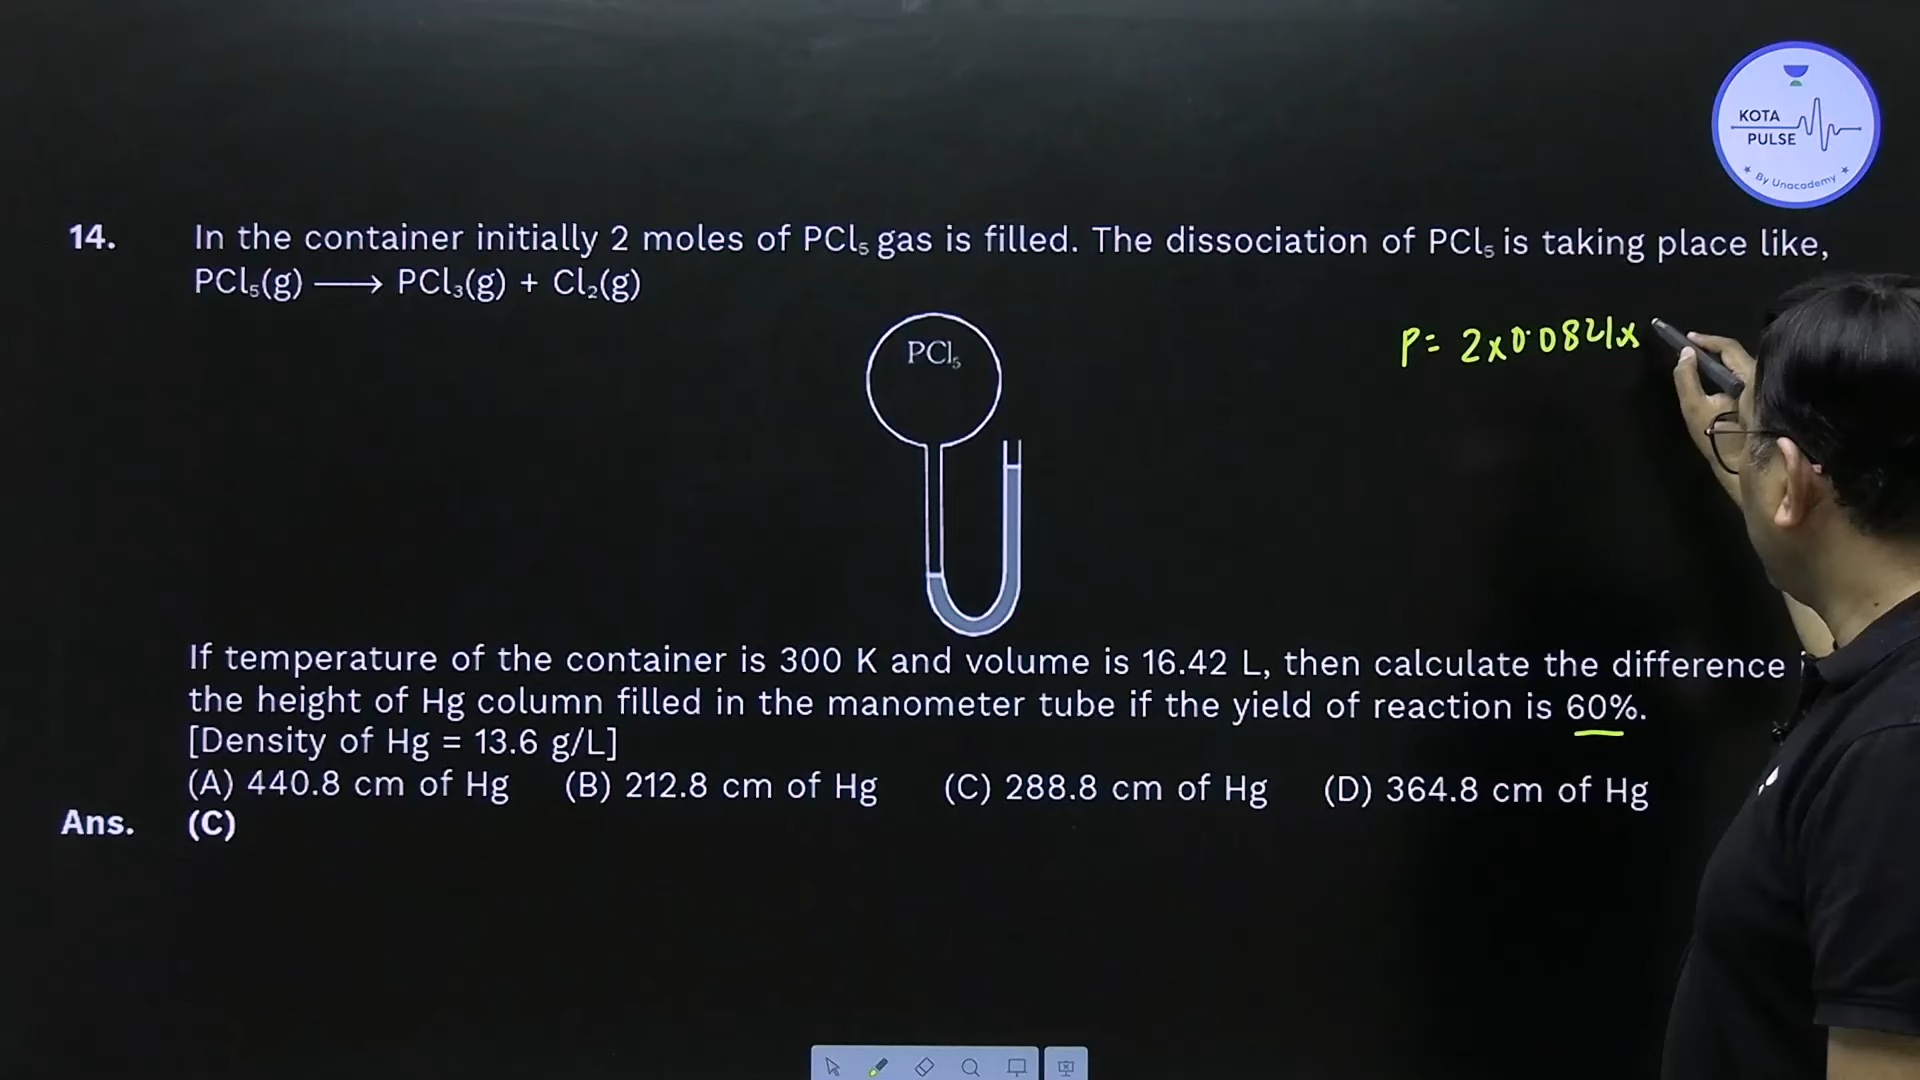 KOTA
PULSE
By Unacademy
14. In the container initially 2 moles of PCl₅ gas is filled. The dissociation of PCl₅ is taking place like,
PCl₅(g) ⟶ PCl₃(g) + Cl₂(g)
P = 2×0.0821×
PCl₅
If temperature of the container is 300 K and volume is 16.42 L, then calculate the difference
the height of Hg column filled in the manometer tube if the yield of reaction is 60%.
[Density of Hg = 13.6 g/L]
(A) 440.8 cm of Hg (B) 212.8 cm of Hg (C) 288.8 cm of Hg (D) 364.8 cm of Hg
Ans. (C)